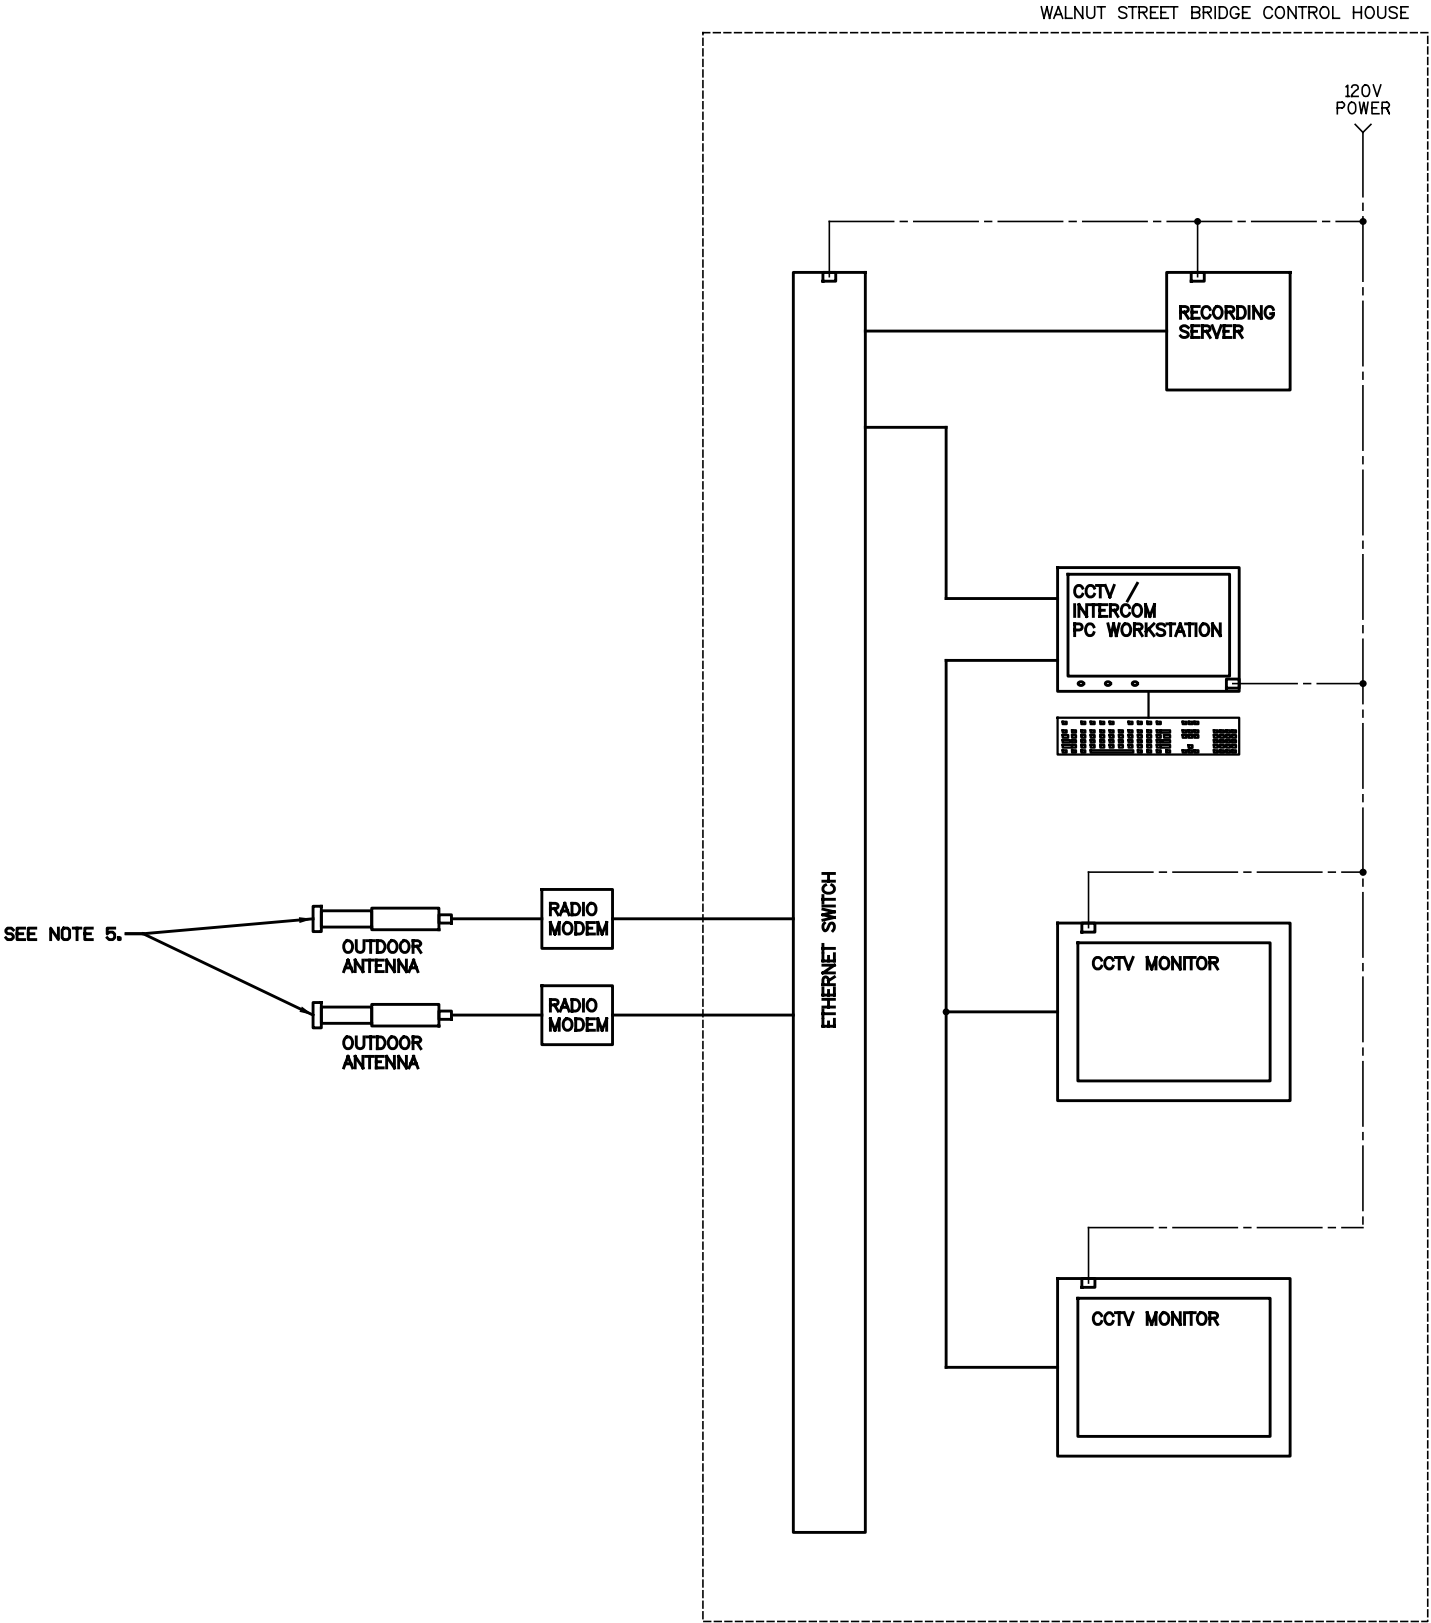 WALNUT STREET BRIDGE CONTROL HOUSE
120V
POWER
RECORDING
SERVER
CCTV /
INTERCOM
PC WORKSTATION
ETHERNET SWITCH
RADIO
MODEM
SEE NOTE 5.
OUTDOOR
ANTENNA
CCTV MONITOR
RADIO
MODEM
OUTDOOR
ANTENNA
CCTV MONITOR